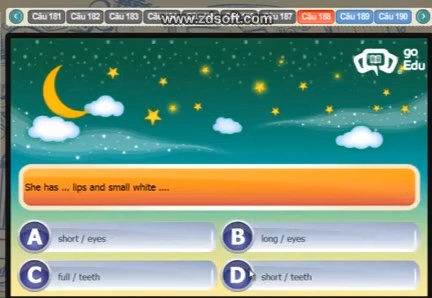 Câu 181 Câu 182 Câu 183 www.zdsoft.com Câu 187 Câu 188 Câu 189 Câu 190
go
Edu
She has ... lips and small white ....
A short / eyes
B long / eyes
C full / teeth
D short / teeth